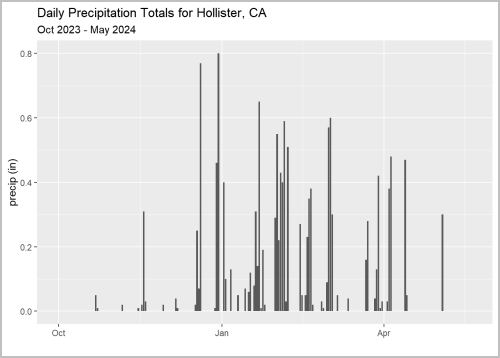 Daily Precipitation Totals for Hollister, CA
Oct 2023 - May 2024
precip (in)
0.8
0.6
0.4
0.2
0.0
Oct
Jan
Apr